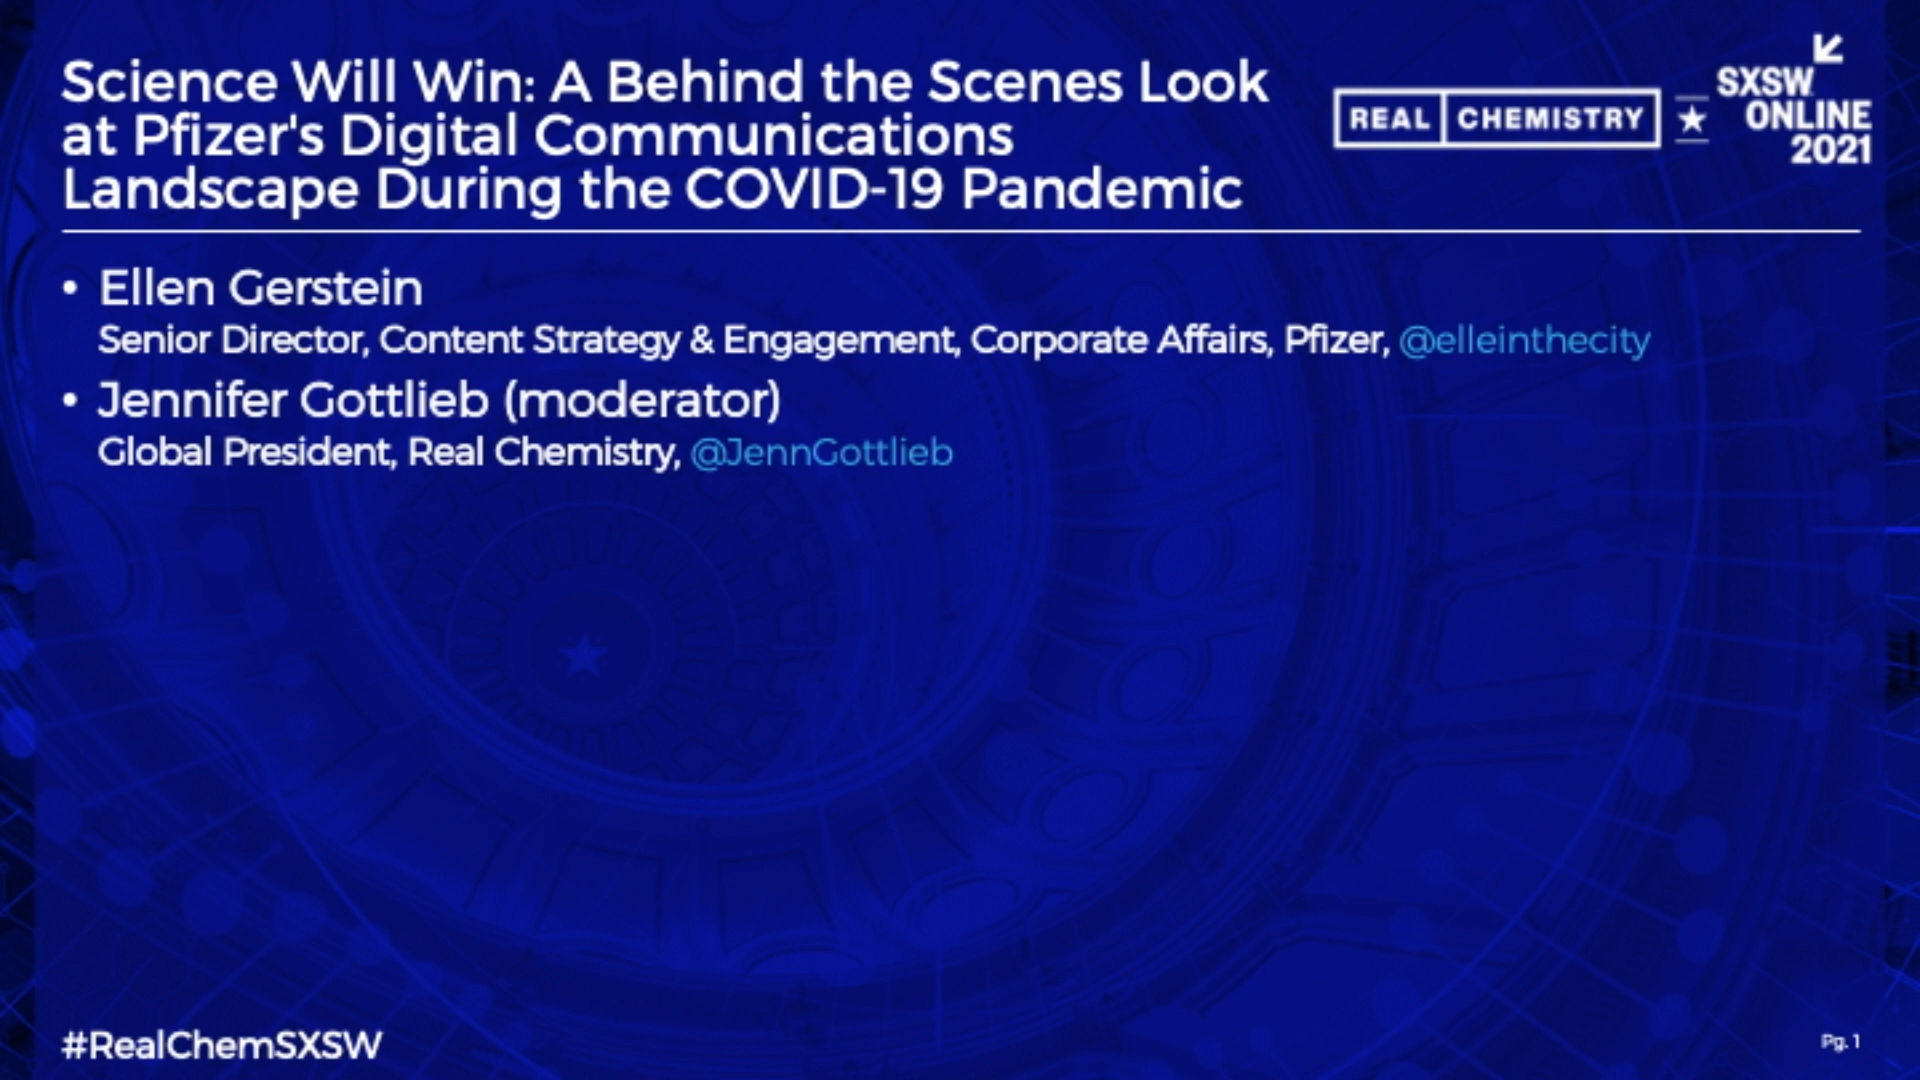 Science Will Win: A Behind the Scenes Look
at Pfizer's Digital Communications
Landscape During the COVID-19 Pandemic
REAL CHEMISTRY
SXSW
ONLINE
2021
• Ellen Gerstein
Senior Director, Content Strategy & Engagement, Corporate Affairs, Pfizer, @elleinthecity
• Jennifer Gottlieb (moderator)
Global President, Real Chemistry, @JennGottlieb
#RealChemSXSW
Pg. 1